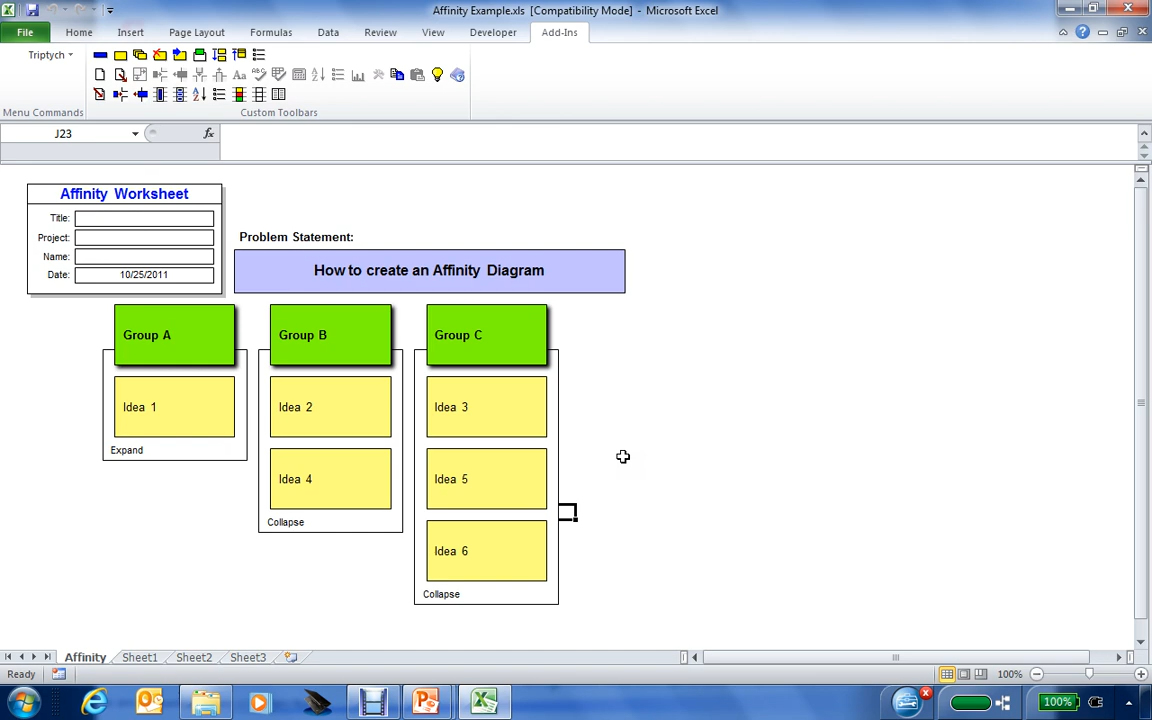 Affinity Example.xls [Compatibility Mode] - Microsoft Excel
File Home Insert Page Layout Formulas Data Review View Developer Add-Ins
Triptych
Menu Commands Custom Toolbars
J23 fx
Affinity Worksheet
Title:
Project:
Name:
Date: 10/25/2011
Problem Statement:
How to create an Affinity Diagram
Group A Group B Group C
Idea 1 Idea 2 Idea 3
Expand
Idea 4 Idea 5
Collapse
Idea 6
Collapse
Affinity Sheet1 Sheet2 Sheet3
Ready 100%
100%